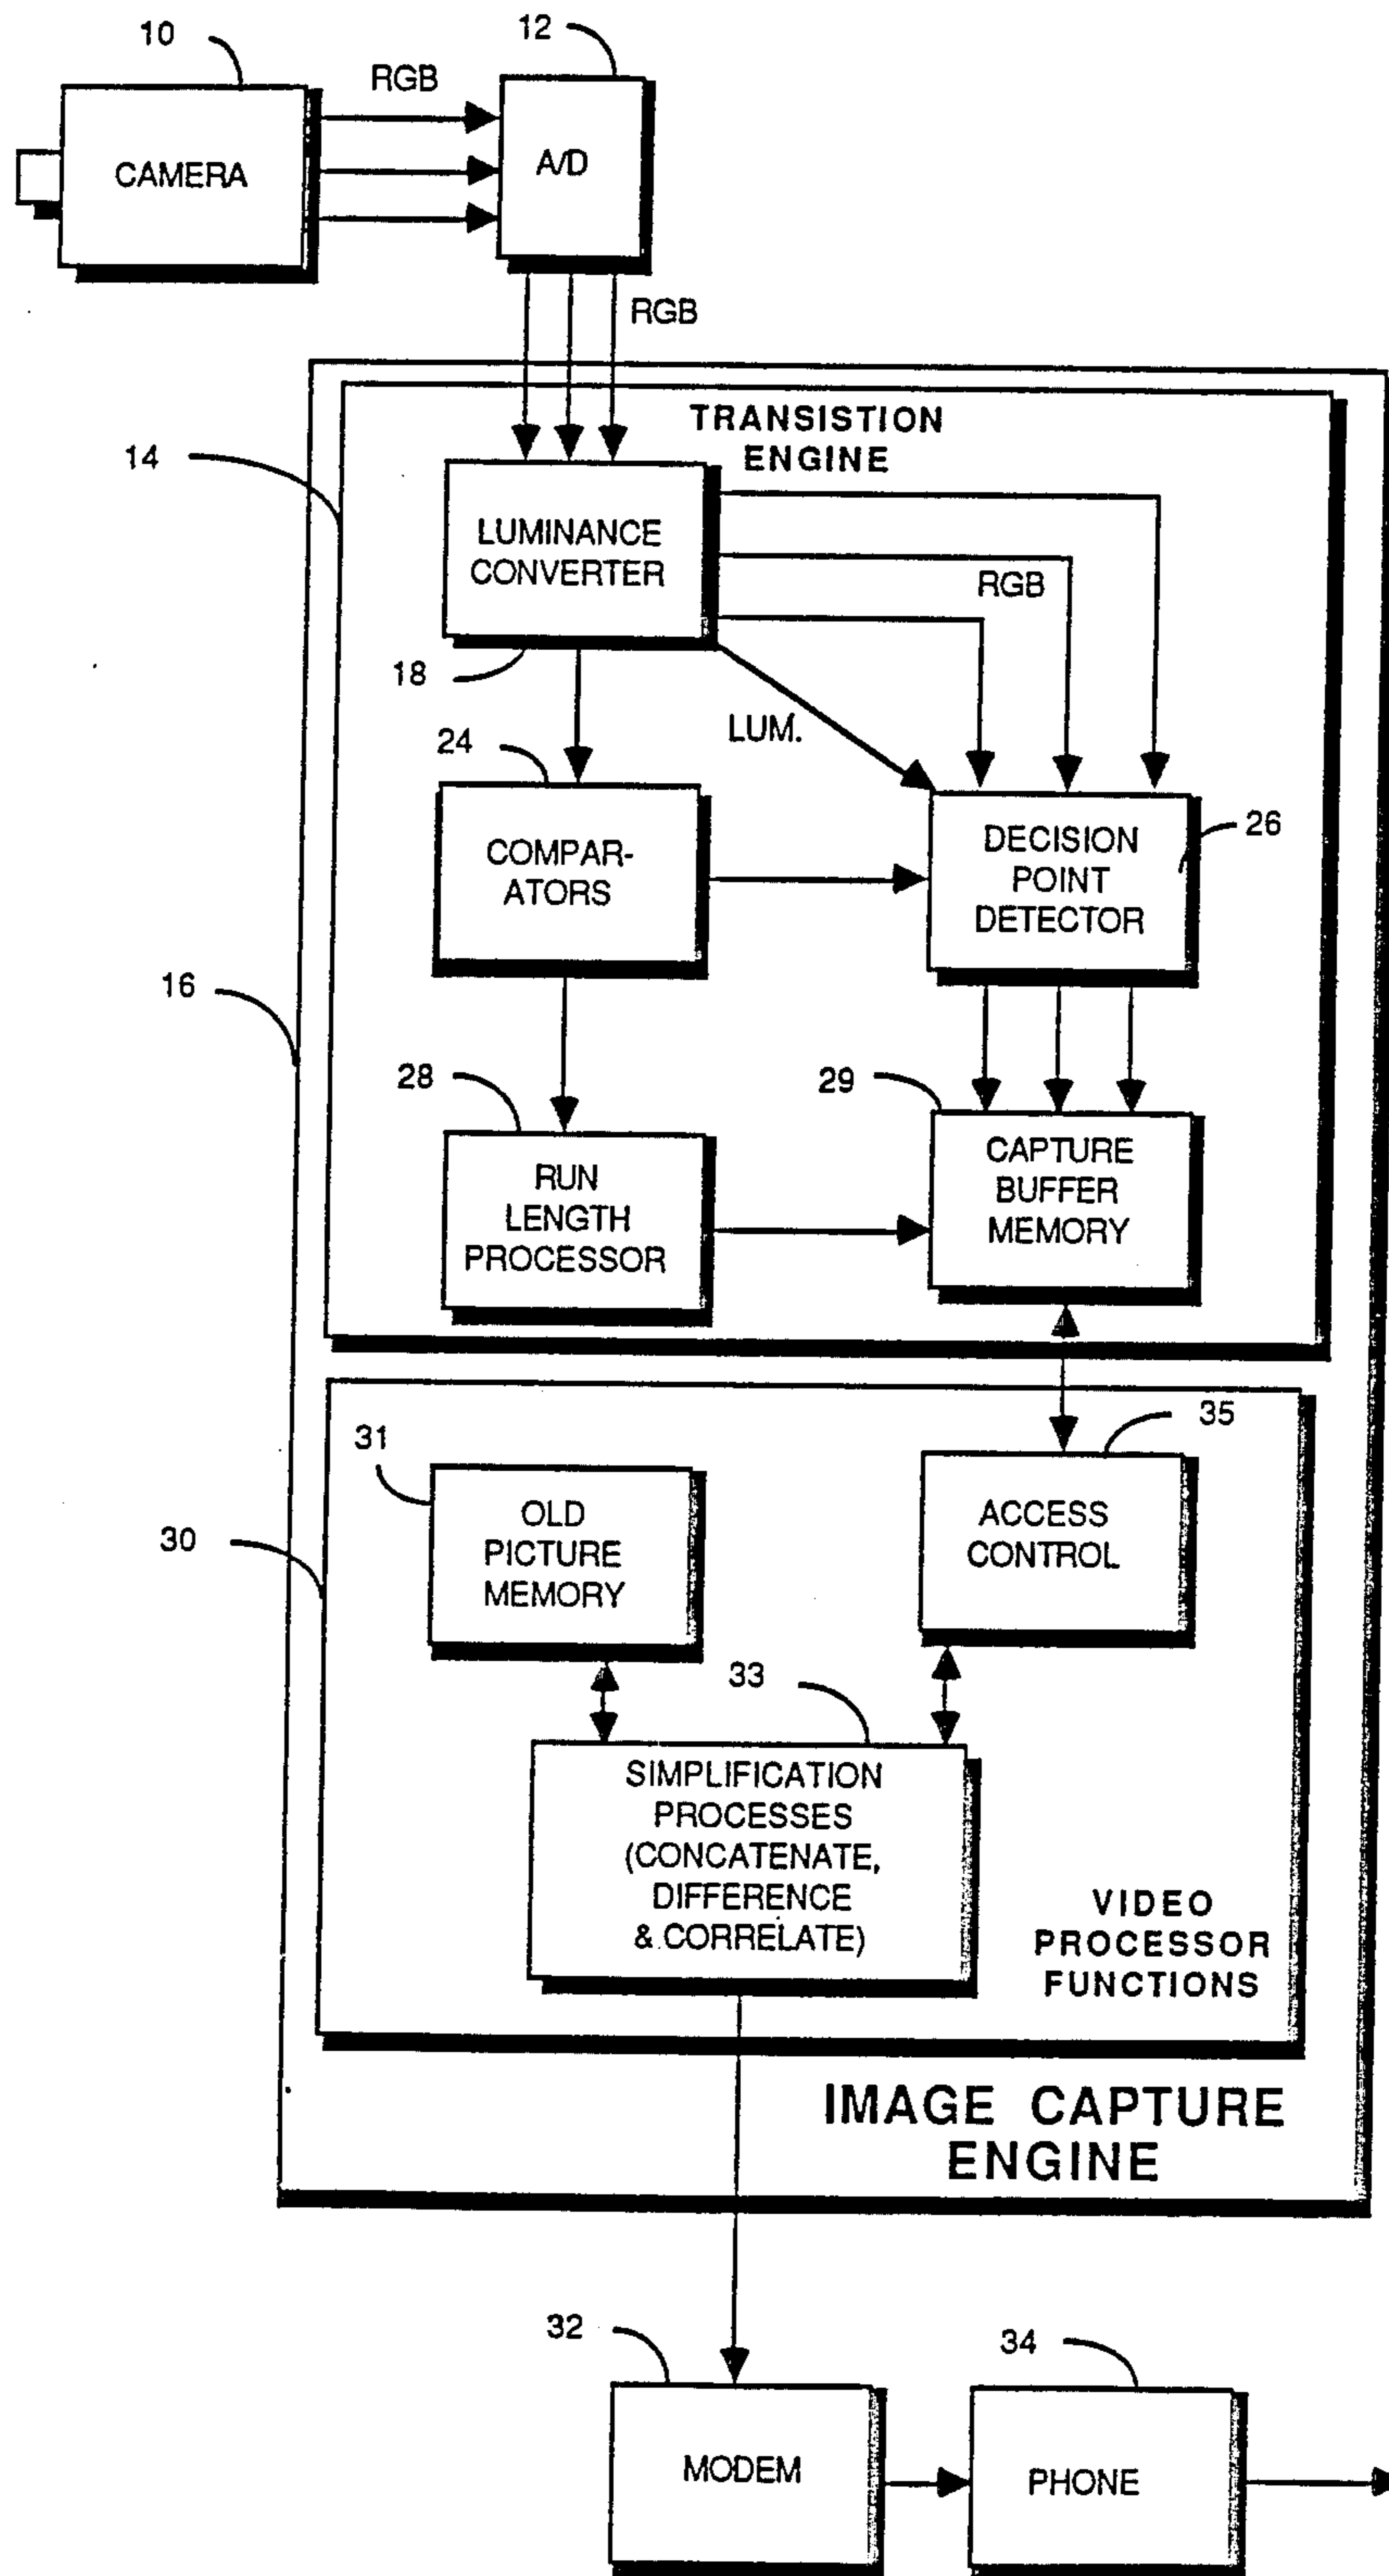 10
12
RGB
CAMERA
A/D
RGB
TRANSISTION
ENGINE
14
LUMINANCE
CONVERTER
RGB
18
LUM.
24
COMPAR-
ATORS
DECISION
POINT
DETECTOR
26
16
28
29
RUN
LENGTH
PROCESSOR
CAPTURE
BUFFER
MEMORY
31
35
OLD
PICTURE
MEMORY
ACCESS
CONTROL
30
33
SIMPLIFICATION
PROCESSES
(CONCATENATE,
DIFFERENCE
& CORRELATE)
VIDEO
PROCESSOR
FUNCTIONS
IMAGE CAPTURE
ENGINE
32
34
MODEM
PHONE